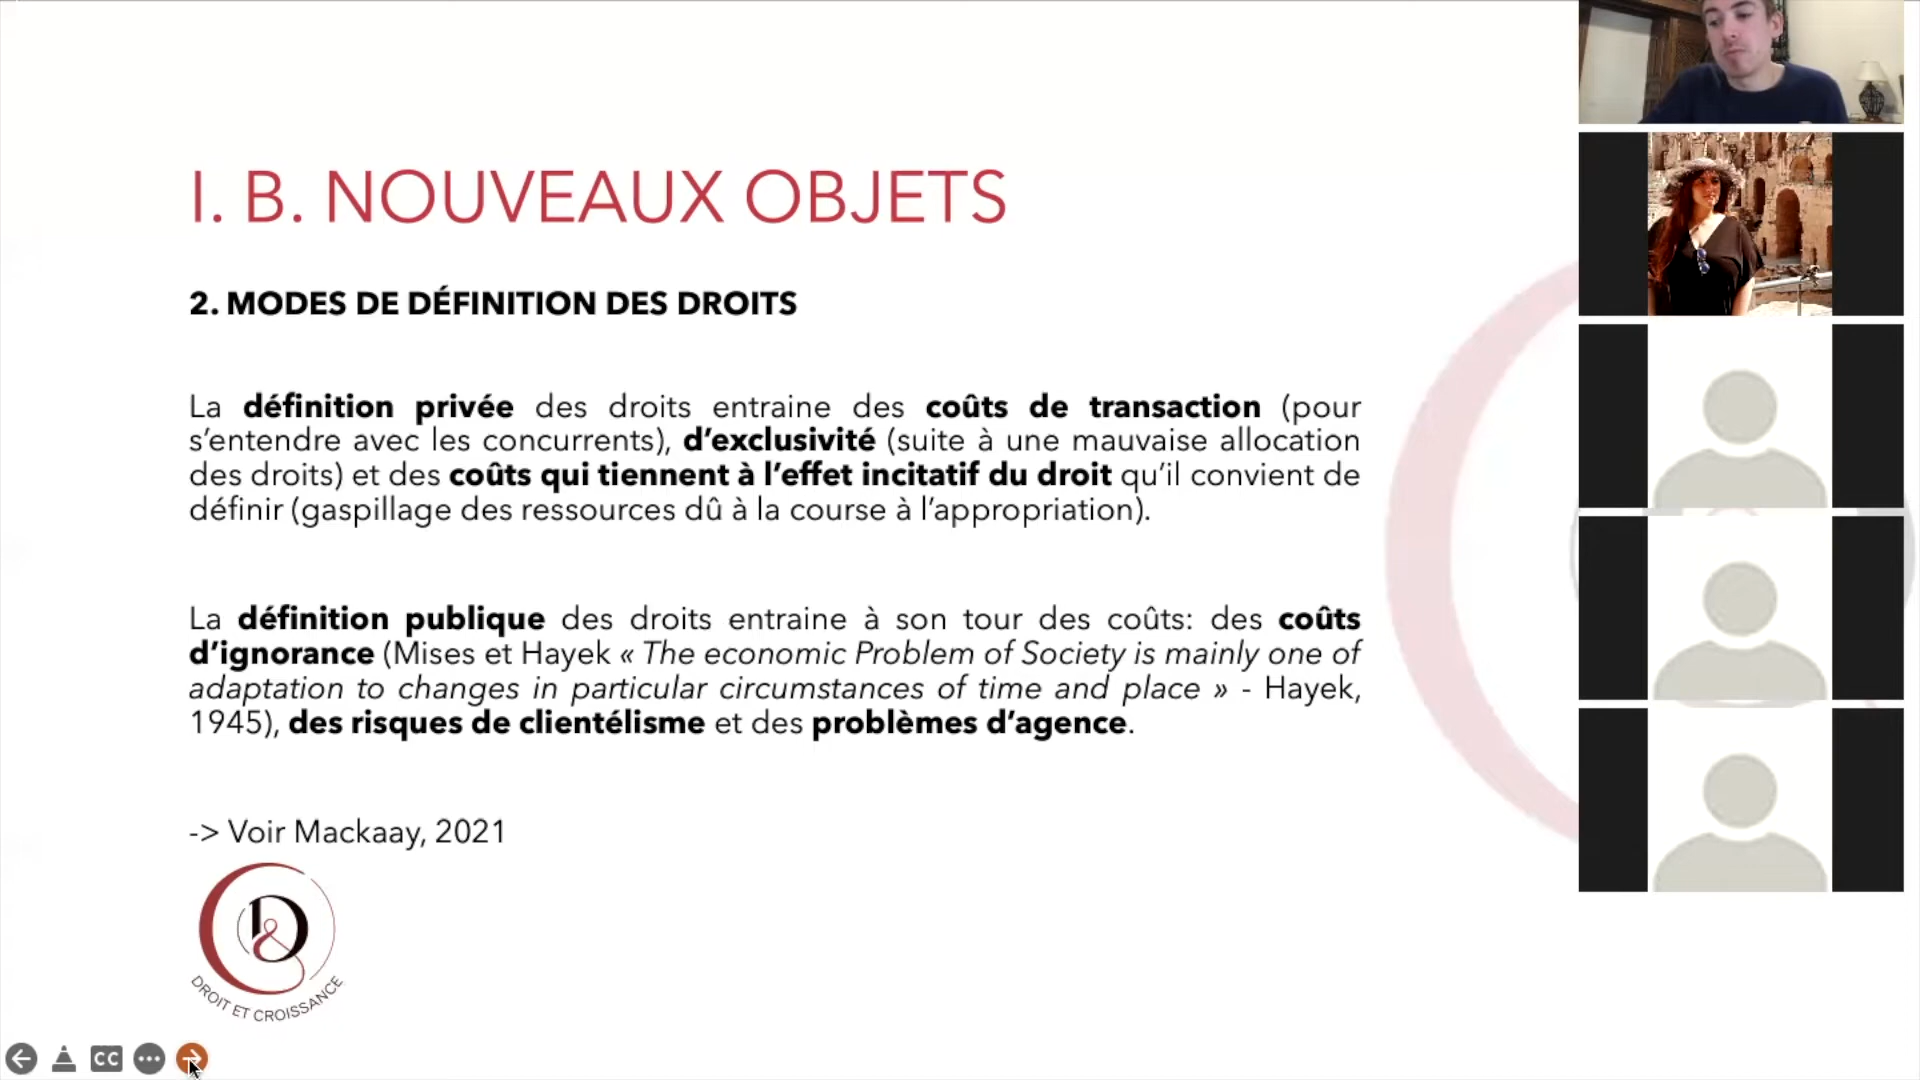 I. B. NOUVEAUX OBJETS
2. MODES DE DÉFINITION DES DROITS
La définition privée des droits entraine des coûts de transaction (pour
s’entendre avec les concurrents), d’exclusivité (suite à une mauvaise allocation
des droits) et des coûts qui tiennent à l’effet incitatif du droit qu’il convient de
définir (gaspillage des ressources dû à la course à l’appropriation).
La définition publique des droits entraine à son tour des coûts: des coûts
d’ignorance (Mises et Hayek « The economic Problem of Society is mainly one of
adaptation to changes in particular circumstances of time and place » - Hayek,
1945), des risques de clientélisme et des problèmes d’agence.
-> Voir Mackaay, 2021
D&
DROIT ET CROISSANCE
CC